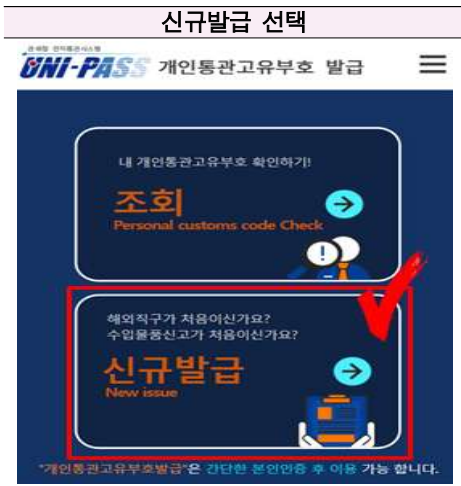 신규발급 선택
관세청 전자통관시스템
UNI-PASS 개인통관고유부호 발급
내 개인통관고유부호 확인하기!
조회
Personal customs code Check
해외직구가 처음이신가요?
수입물품신고가 처음이신가요?
신규발급
New issue
"개인통관고유부호발급"은 간단한 본인인증 후 이용 가능 합니다.